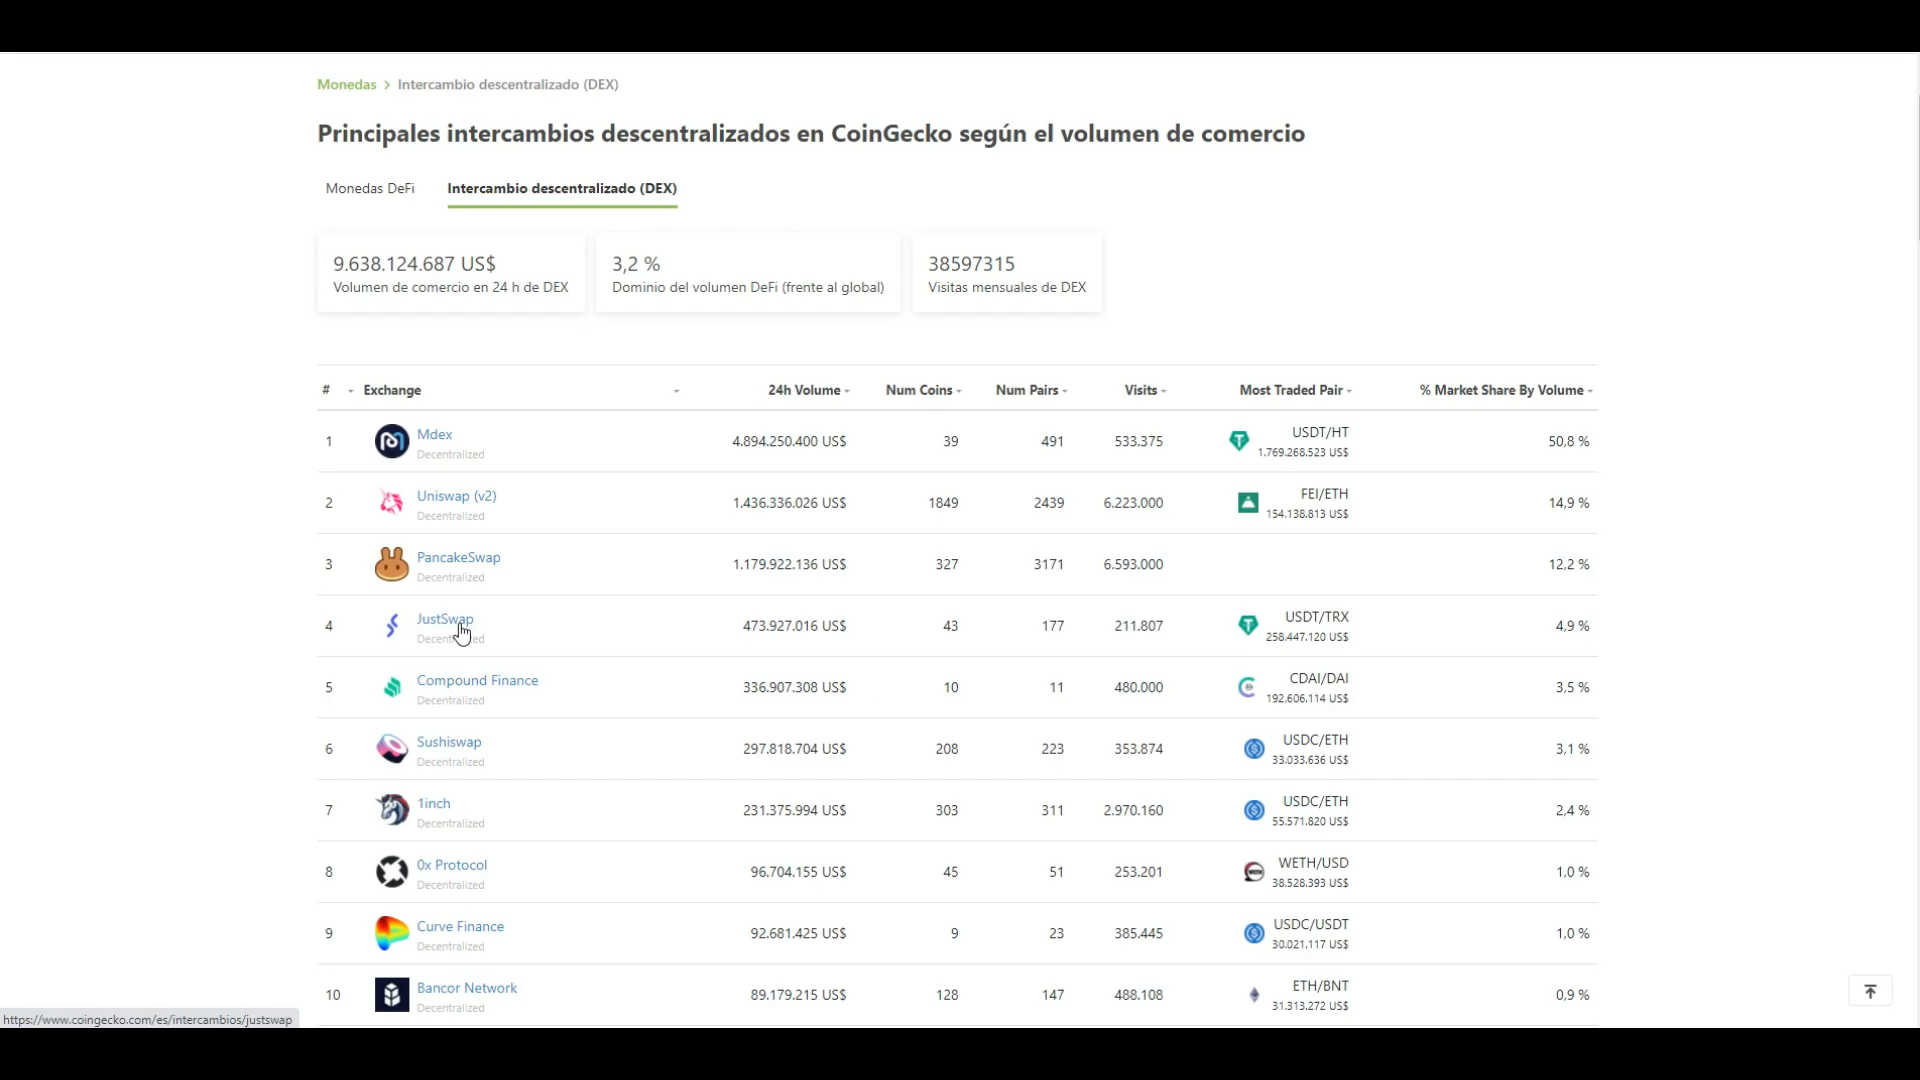 Monedas > Intercambio descentralizado (DEX)
Principales intercambios descentralizados en CoinGecko según el volumen de comercio
Monedas DeFi Intercambio descentralizado (DEX)
9.638.124.687 US$ 3,2 % 38597315
Volumen de comercio en 24 h de DEX Dominio del volumen DeFi (frente al global) Visitas mensuales de DEX
# Exchange 24h Volume Num Coins Num Pairs Visits Most Traded Pair % Market Share By Volume
1 Mdex 4.894.250.400 US$ 39 491 533.375 USDT/HT 50,8 %
Decentralized 1.769.268.523 US$
2 Uniswap (v2) 1.436.336.026 US$ 1849 2439 6.223.000 FEI/ETH 14,9 %
Decentralized 154.138.813 US$
3 PancakeSwap 1.179.922.136 US$ 327 3171 6.593.000 12,2 %
Decentralized
4 JustSwap 473.927.016 US$ 43 177 211.807 USDT/TRX 4,9 %
258.447.120 US$
5 Compound Finance 336.907.308 US$ 10 11 480.000 CDAI/DAI 3,5 %
Decentralized 192.606.114 US$
6 Sushiswap 297.818.704 US$ 208 223 353.874 USDC/ETH 3,1 %
Decentralized 33.033.636 US$
7 1inch 231.375.994 US$ 303 311 2.970.160 USDC/ETH 2,4 %
Decentralized 55.571.820 US$
8 0x Protocol 96.704.155 US$ 45 51 253.201 WETH/USD 1,0 %
Decentralized 38.528.393 US$
9 Curve Finance 92.681.425 US$ 9 23 385.445 USDC/USDT 1,0 %
Decentralized 30.021.117 US$
10 Bancor Network 89.179.215 US$ 128 147 488.108 ETH/BNT 0,9 %
Decentralized 31.313.272 US$
https://www.coingecko.com/es/intercambios/justswap